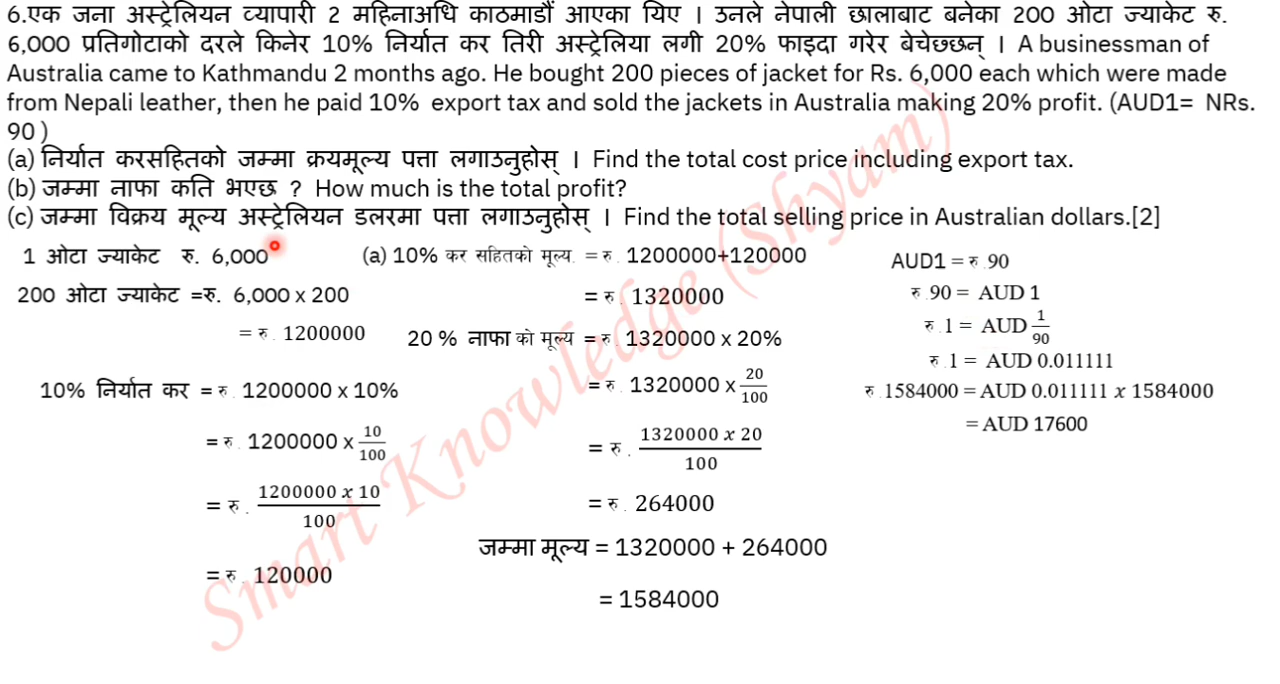 6.एक जना अस्ट्रेलियन व्यापारी 2 महिनाअघि काठमाडौं आएका थिए । उनले नेपाली छालाबाट बनेका 200 ओटा ज्याकेट रु.
6,000 प्रतिगोटाको दरले किनेर 10% निर्यात कर तिरी अस्ट्रेलिया लगी 20% फाइदा गरेर बेचेछछन् । A businessman of
Australia came to Kathmandu 2 months ago. He bought 200 pieces of jacket for Rs. 6,000 each which were made
from Nepali leather, then he paid 10% export tax and sold the jackets in Australia making 20% profit. (AUD1= NRs.
90 )
(a) निर्यात करसहितको जम्मा क्रयमूल्य पत्ता लगाउनुहोस् । Find the total cost price including export tax.
(b) जम्मा नाफा कति भएछ ? How much is the total profit?
(c) जम्मा विक्रय मूल्य अस्ट्रेलियन डलरमा पत्ता लगाउनुहोस् । Find the total selling price in Australian dollars.[2]
1 ओटा ज्याकेट रु. 6,000
200 ओटा ज्याकेट =रु. 6,000 x 200
= रु. 1200000
10% निर्यात कर = रु. 1200000 x 10%
= रु. 1200000 x 10/100
= रु. 1200000 x 10/100
= रु. 120000
(a) 10% कर सहितको मूल्य = रु. 1200000+120000
= रु. 1320000
20 % नाफा को मूल्य = रु. 1320000 x 20%
= रु. 1320000 x 20/100
= रु. 1320000 x 20/100
= रु. 264000
जम्मा मूल्य = 1320000 + 264000
= 1584000
AUD1 = रु.90
रु.90 = AUD 1
रु.1 = AUD 1/90
रु.1 = AUD 0.011111
रु.1584000 = AUD 0.011111 x 1584000
= AUD 17600
Smart Knowledge (Shyam)